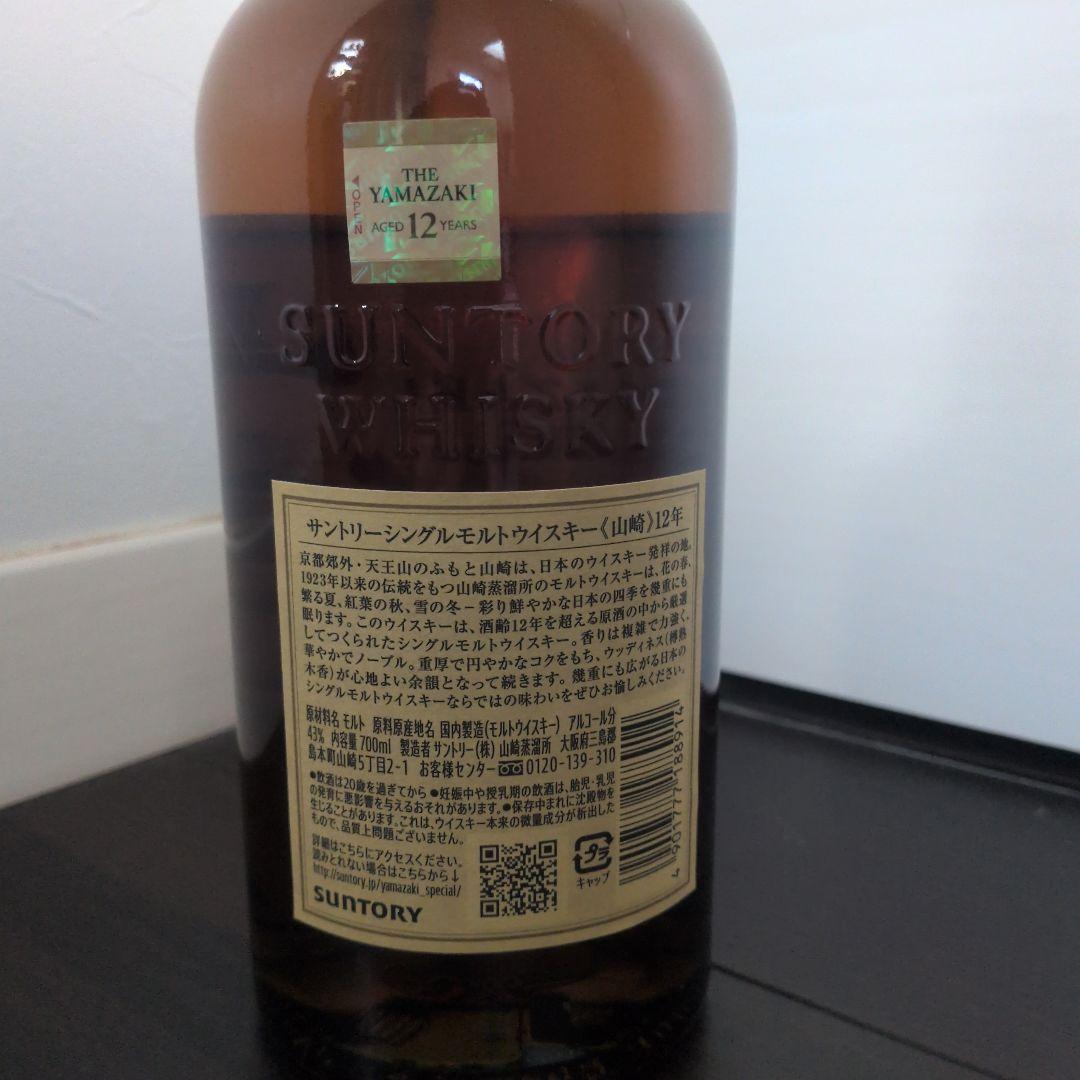 THE
YAMAZAKI
AGED 12 YEARS
OPEN
SUNTORY
WHISKY
サントリーシングルモルトウイスキー《山崎》12年
京都郊外・天王山のふもと山崎は、日本のウイスキー発祥の地。
1923年以来の伝統をもつ山崎蒸溜所のモルトウイスキーは、花の春、
繁る夏、紅葉の秋、雪の冬－彩り鮮やかな日本の四季を幾重にも
眠ります。このウイスキーは、酒齢12年を超える原酒の中から厳選
してつくられたシングルモルトウイスキー。香りは複雑で力強く、
華やかでノーブル。重厚で円やかなコクをもち、ウッディネス(樽熟
木香)が心地よい余韻となって続きます。幾重にも広がる日本の
シングルモルトウイスキーならではの味わいをぜひお愉しみください。
原材料名 モルト 原料原産地名 国内製造(モルトウイスキー) アルコール分
43% 内容量700ml 製造者 サントリー(株) 山崎蒸溜所 大阪府三島郡
島本町山崎5丁目2-1 お客様センター 0120-139-310
●飲酒は20歳を過ぎてから ●妊娠中や授乳期の飲酒は、胎児・乳児
の発育に悪影響を与えるおそれがあります。●保存中まれに沈殿物を
生じることがあります。これは、ウイスキー本来の微量成分が析出した
もので、品質上問題ございません。
詳細はこちらにアクセスください。
読みとれない場合はこちらから↓
http://suntory.jp/yamazaki_special/
SUNTORY
プラ
キャップ
4 901777 188914